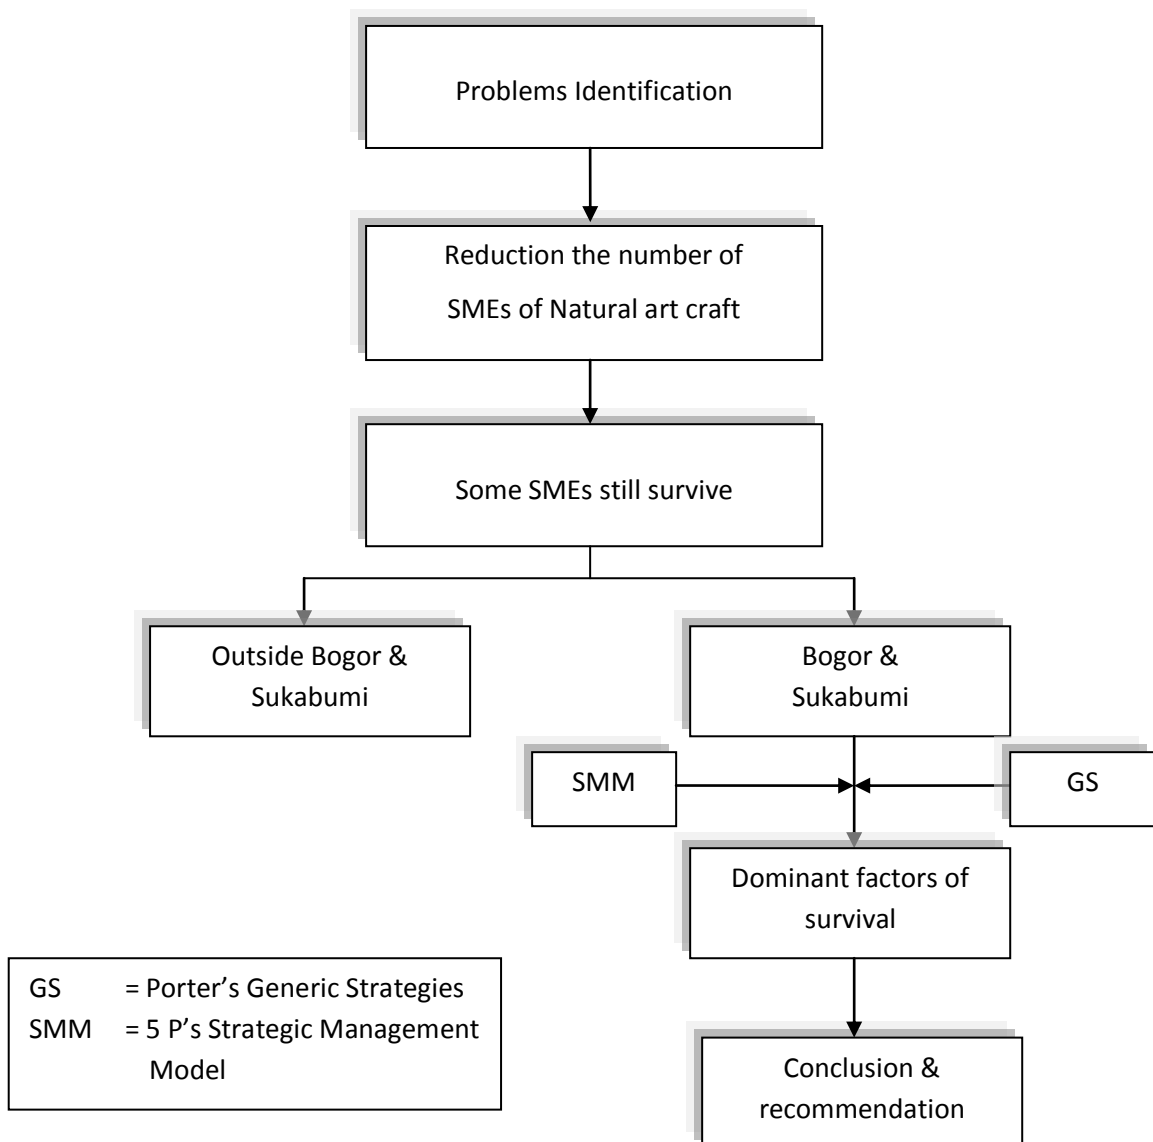 Problems Identification
Reduction the number of
SMEs of Natural art craft
Some SMEs still survive
Outside Bogor &
Sukabumi
Bogor &
Sukabumi
SMM
GS
Dominant factors of
survival
GS = Porter’s Generic Strategies
SMM = 5 P’s Strategic Management
Model
Conclusion &
recommendation